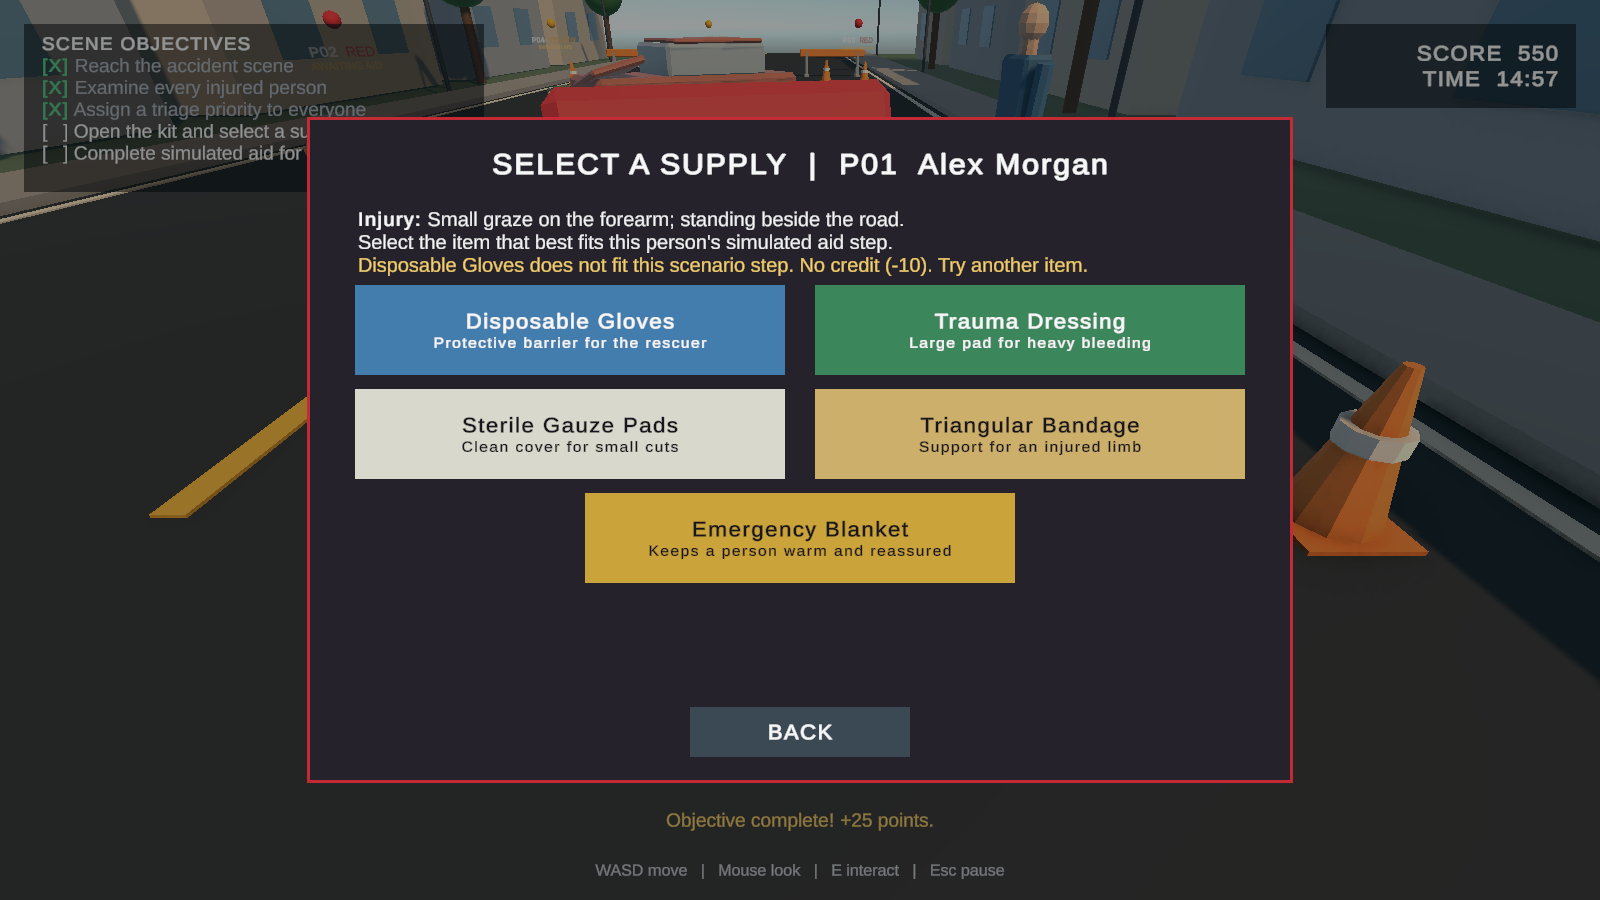 SCENE OBJECTIVES
[X] Reach the accident scene
[X] Examine every injured person
[X] Assign a triage priority to everyone
[ ] Open the kit and select a su
[ ] Complete simulated aid for
P02 RED
P04
RED
SCORE 550
TIME 14:57
SELECT A SUPPLY | P01 Alex Morgan
Injury: Small graze on the forearm; standing beside the road.
Select the item that best fits this person's simulated aid step.
Disposable Gloves does not fit this scenario step. No credit (-10). Try another item.
Disposable Gloves
Protective barrier for the rescuer
Trauma Dressing
Large pad for heavy bleeding
Sterile Gauze Pads
Clean cover for small cuts
Triangular Bandage
Support for an injured limb
Emergency Blanket
Keeps a person warm and reassured
BACK
Objective complete! +25 points.
WASD move | Mouse look | E interact | Esc pause